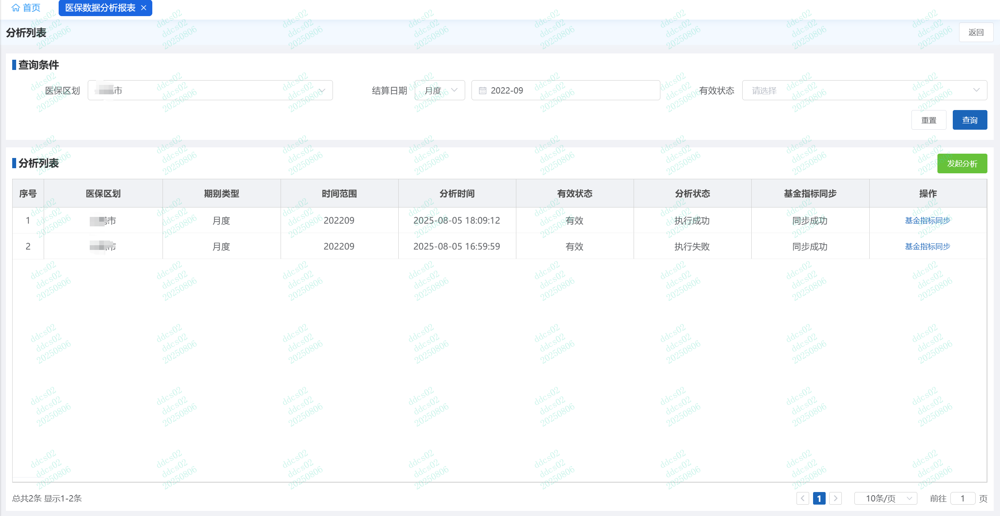 首页 医保数据分析报表
分析列表 返回
查询条件
医保区划 市 结算日期 月度 2022-09 有效状态 请选择
重置 查询
分析列表 发起分析
序号 医保区划 期别类型 时间范围 分析时间 有效状态 分析状态 基金指标同步 操作
1 市 月度 202209 2025-08-05 18:09:12 有效 执行成功 同步成功 基金指标同步
2 市 月度 202209 2025-08-05 16:59:59 有效 执行失败 同步成功 基金指标同步
总共2条 显示1-2条 1 10条/页 前往 1 页
ddcs02
ddcs02
20250806